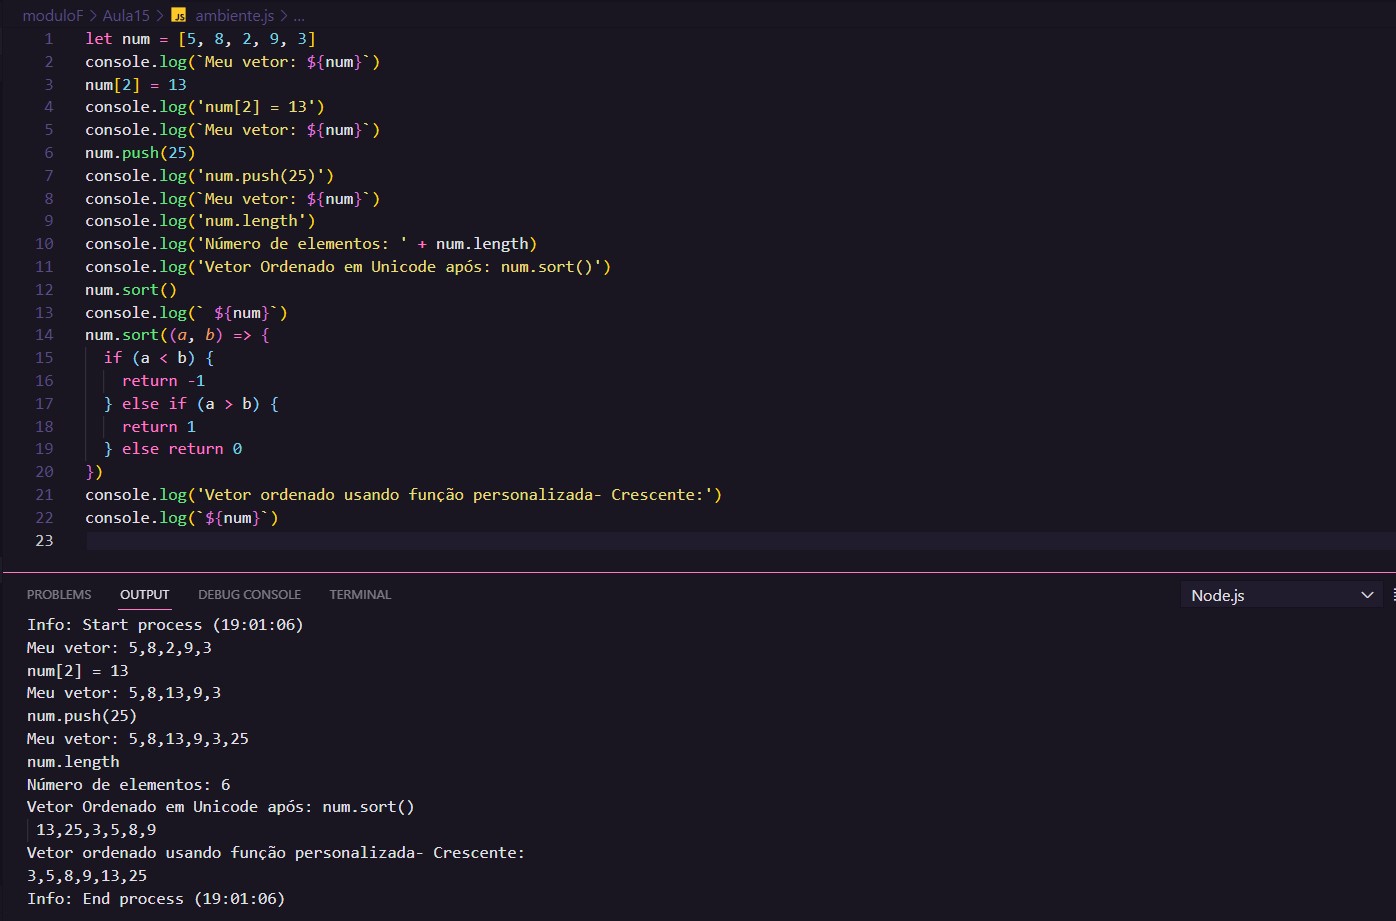 moduloF > Aula15 > JS ambiente.js > ...
1 let num = [5, 8, 2, 9, 3]
2 console.log(`Meu vetor: ${num}`)
3 num[2] = 13
4 console.log('num[2] = 13')
5 console.log(`Meu vetor: ${num}`)
6 num.push(25)
7 console.log('num.push(25)')
8 console.log(`Meu vetor: ${num}`)
9 console.log('num.length')
10 console.log('Número de elementos: ' + num.length)
11 console.log('Vetor Ordenado em Unicode após: num.sort()')
12 num.sort()
13 console.log(` ${num}`)
14 num.sort((a, b) => {
15 if (a < b) {
16 return -1
17 } else if (a > b) {
18 return 1
19 } else return 0
20 })
21 console.log('Vetor ordenado usando função personalizada- Crescente:')
22 console.log(`${num}`)
23
PROBLEMS OUTPUT DEBUG CONSOLE TERMINAL Node.js
Info: Start process (19:01:06)
Meu vetor: 5,8,2,9,3
num[2] = 13
Meu vetor: 5,8,13,9,3
num.push(25)
Meu vetor: 5,8,13,9,3,25
num.length
Número de elementos: 6
Vetor Ordenado em Unicode após: num.sort()
13,25,3,5,8,9
Vetor ordenado usando função personalizada- Crescente:
3,5,8,9,13,25
Info: End process (19:01:06)